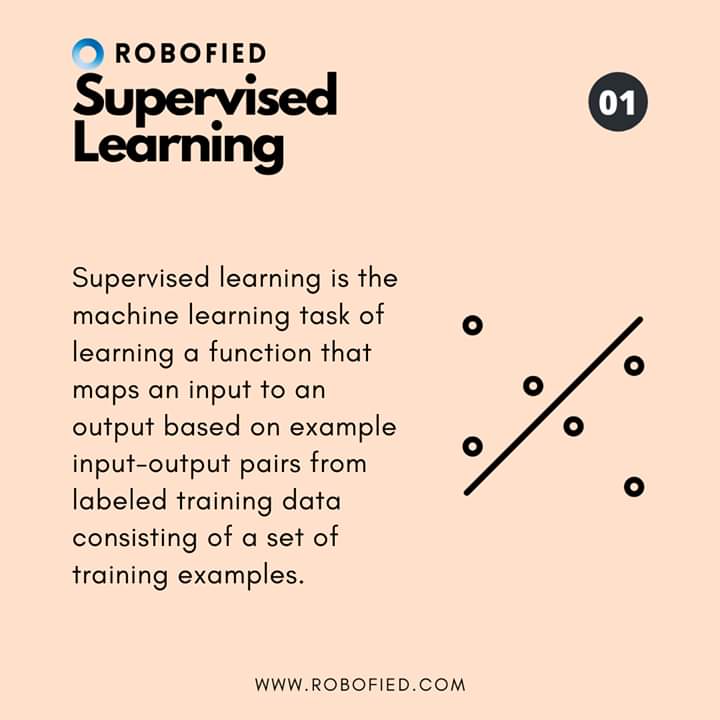 ROBOFIED
Supervised
Learning
01
Supervised learning is the
machine learning task of
learning a function that
maps an input to an
output based on example
input-output pairs from
labeled training data
consisting of a set of
training examples.
WWW.ROBOFIED.COM